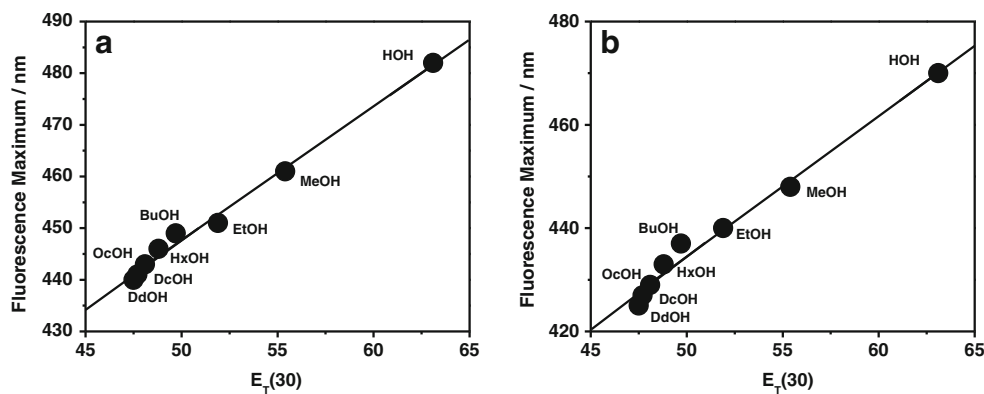 a
Fluorescence Maximum / nm
490
480
470
460
450
440
430
45
50
55
60
65
E_T(30)
HOH
MeOH
EtOH
BuOH
HxOH
OcOH
DcOH
DdOH
b
Fluorescence Maximum / nm
480
460
440
420
45
50
55
60
65
E_T(30)
HOH
MeOH
EtOH
BuOH
HxOH
OcOH
DcOH
DdOH